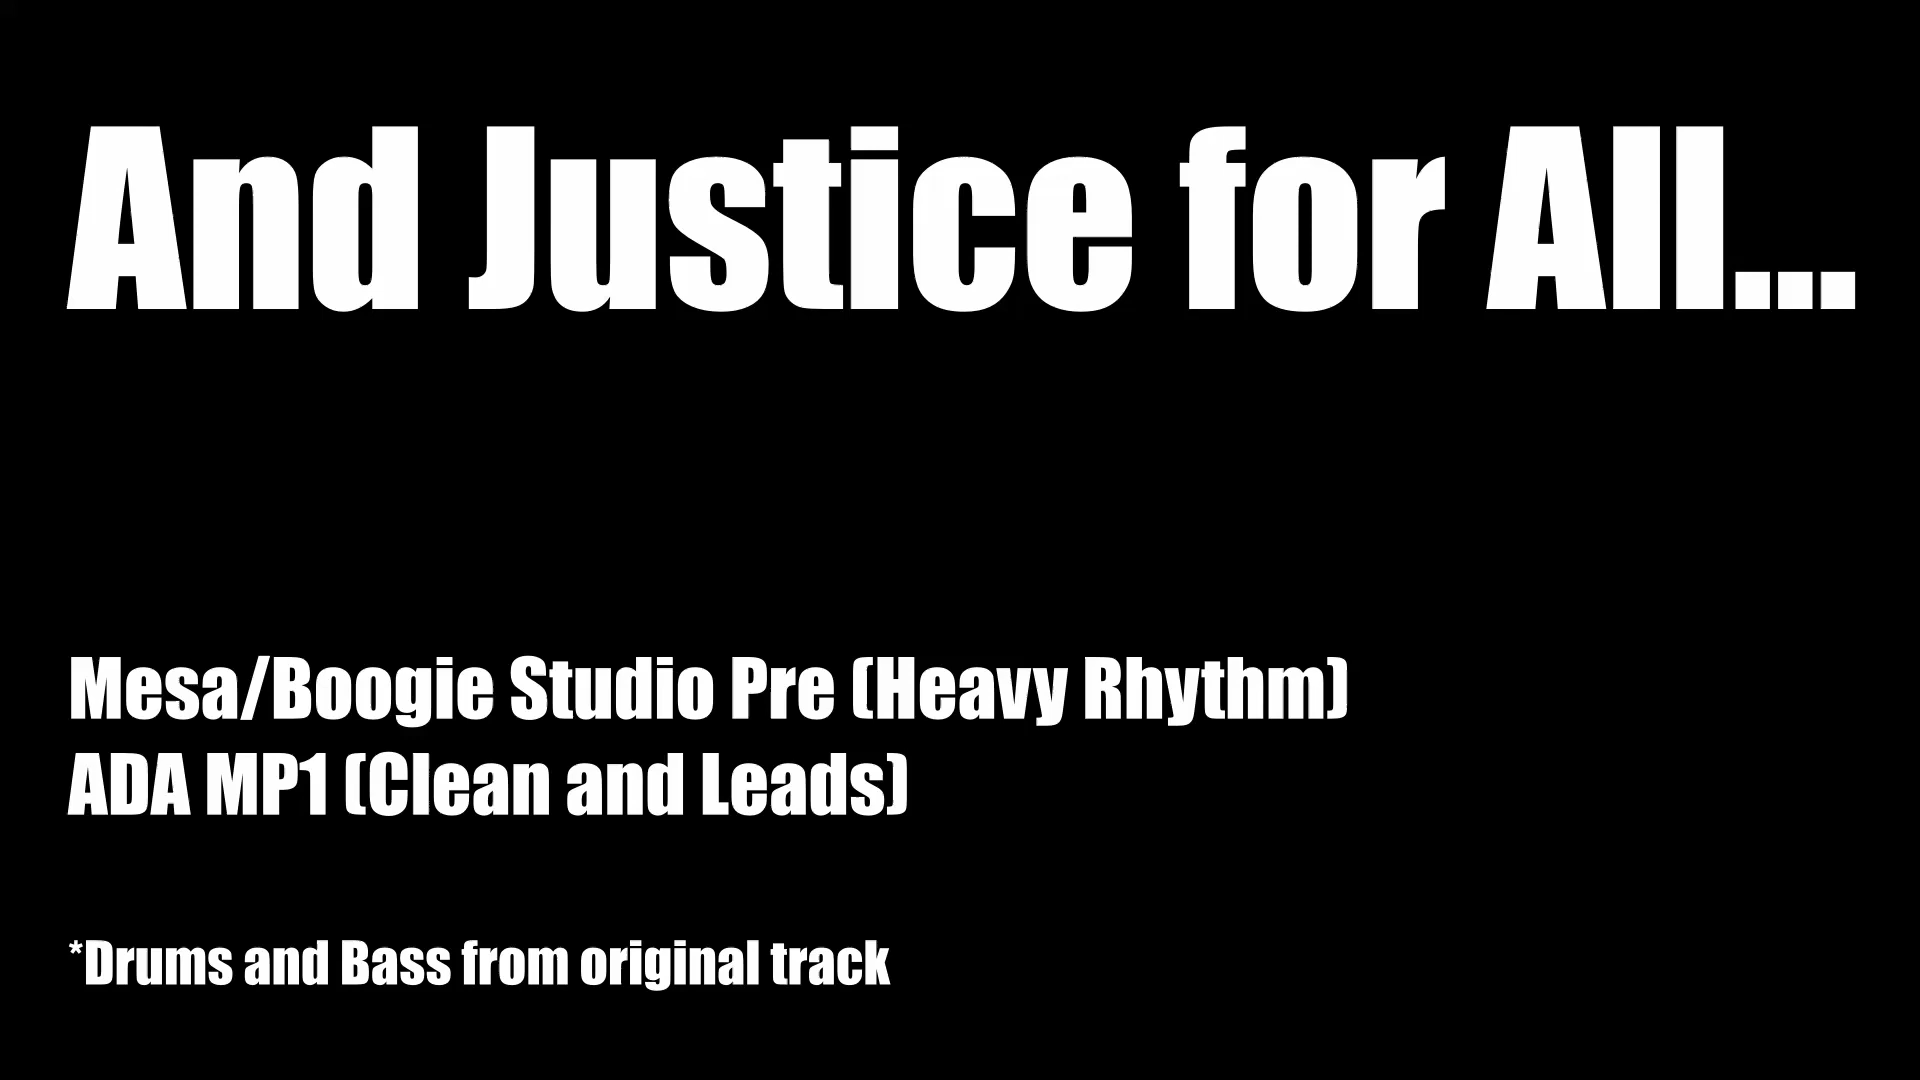 And Justice for All...
Mesa/Boogie Studio Pre (Heavy Rhythm)
ADA MP1 (Clean and Leads)
*Drums and Bass from original track